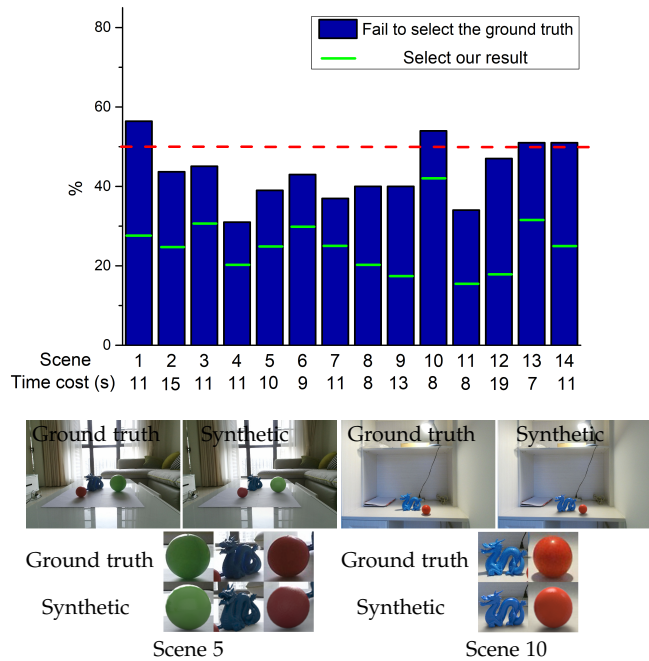 80
60
40
20
0
%
Fail to select the ground truth
Select our result
Scene 1 2 3 4 5 6 7 8 9 10 11 12 13 14
Time cost (s) 11 15 11 11 10 9 11 8 13 8 8 19 7 11
Ground truth Synthetic Ground truth Synthetic
Ground truth Ground truth
Synthetic Synthetic
Scene 5 Scene 10